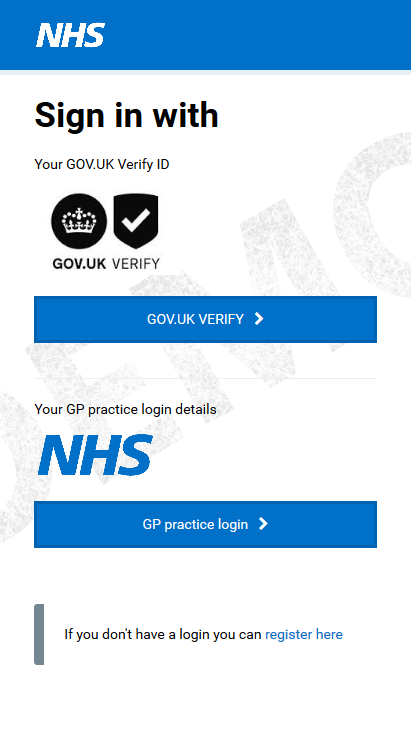 NHS
Sign in with
Your GOV.UK Verify ID
GOV.UK VERIFY
GOV.UK VERIFY
Your GP practice login details
NHS
GP practice login
If you don't have a login you can register here
DEMO